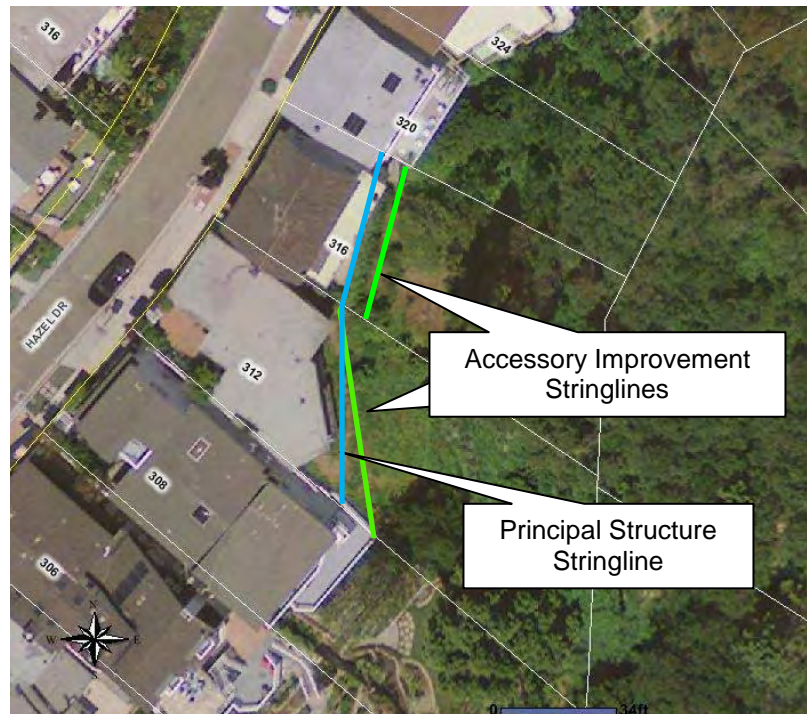 316
324
320
316
HAZEL DR
Accessory Improvement
Stringlines
312
308
Principal Structure
Stringline
306
N
W E
S
0 34ft